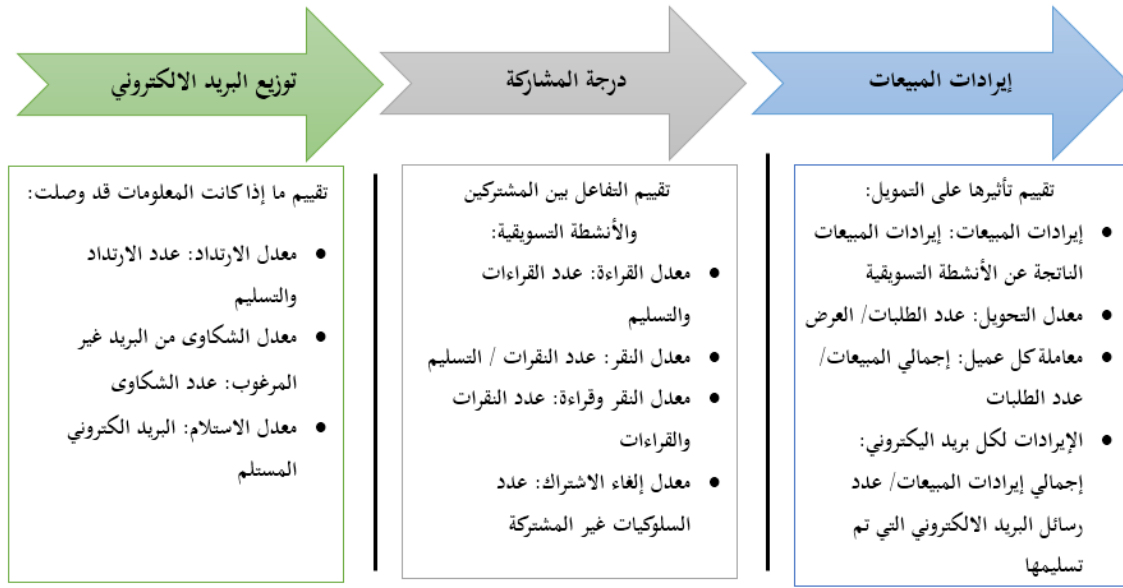 توزيع البريد الالكتروني
درجة المشاركة
إيرادات المبيعات
تقييم ما إذا كانت المعلومات قد وصلت:
معدل الارتداد: عدد الارتداد
والتسليم
معدل الشكاوى من البريد غير
المرغوب: عدد الشكاوى
معدل الاستلام: البريد الكتروني
المستلم
تقييم التفاعل بين المشتركين
والأنشطة التسويقية:
معدل القراءة: عدد القراءات
والتسليم
معدل النقر: عدد النقرات / التسليم
معدل النقر وقراءة: عدد النقرات
والقراءات
معدل إلغاء الاشتراك: عدد
السلوكيات غير المشتركة
تقييم تأثيرها على التمويل:
إيرادات المبيعات: إيرادات المبيعات
الناتجة عن الأنشطة التسويقية
معدل التحويل: عدد الطلبات/ العرض
معاملة كل عميل: إجمالي المبيعات/
عدد الطلبات
الإيرادات لكل بريد اليكتروني:
إجمالي إيرادات المبيعات/ عدد
رسائل البريد الالكتروني التي تم
تسليمها